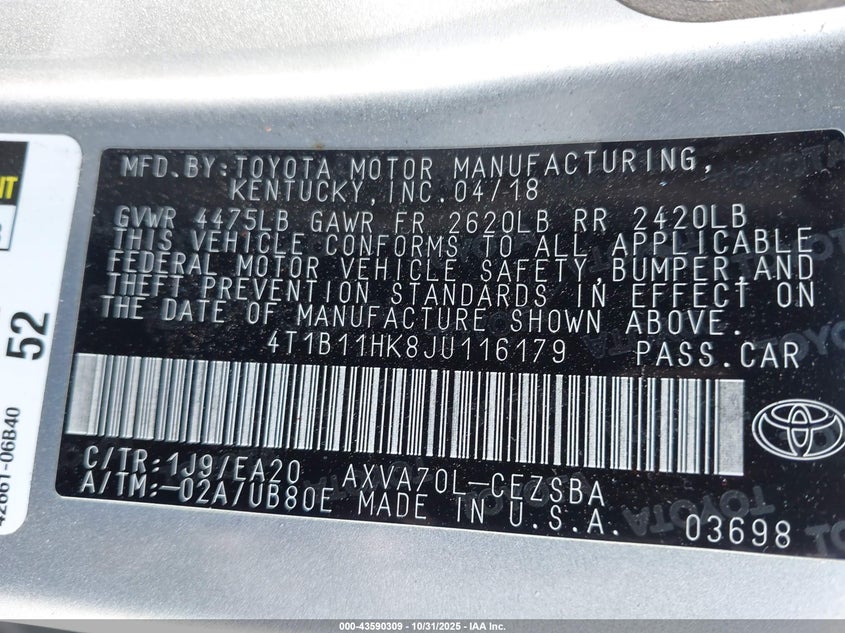 MFD.BY:TOYOTA MOTOR MANUFACTURING,
KENTUCKY,INC.04/18
GVWR 4475LB GAWR FR 2620LB RR 2420LB
THIS VEHICLE CONFORMS TO ALL APPLICABLE
FEDERAL MOTOR VEHICLE SAFETY,BUMPER,AND
THEFT PREVENTION STANDARDS IN EFFECT ON
THE DATE OF MANUFACTURE SHOWN ABOVE.
4T1B11HK8JU116179 PASS.CAR
C/TR:1J9/EA20 AXVA70L-CEZSBA
A/TM:-02A/UB80E MADE IN U.S.A. 03698
52
42661-06B40
TOYOTA
000-43590309 - 10/31/2025 - IAA Inc.